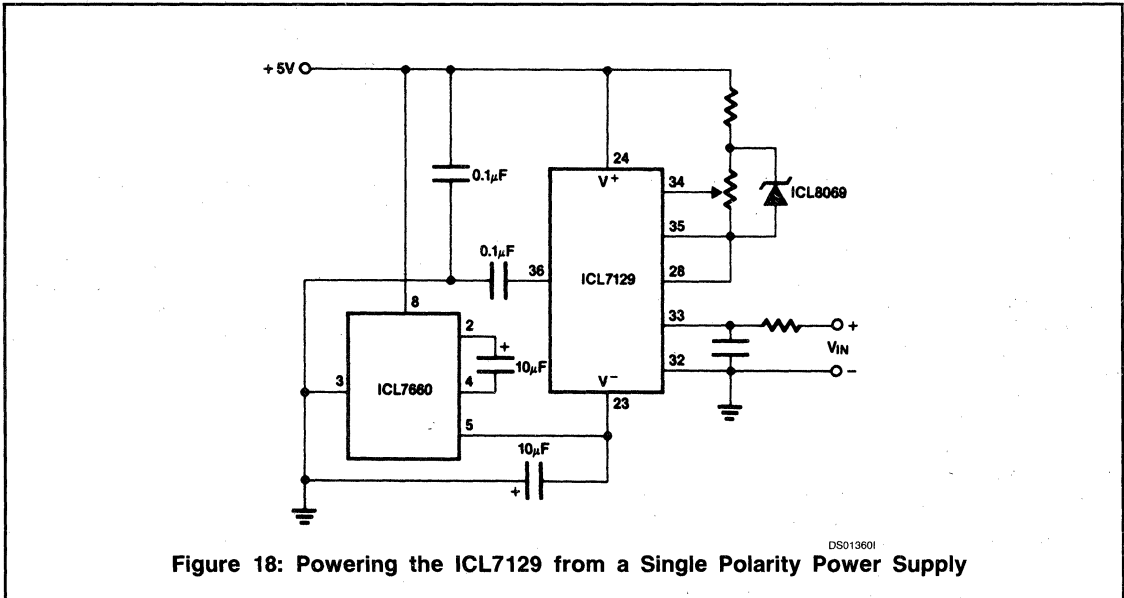 + 5V
24
V+
34
ICL8069
0.1μF
35
0.1μF
36
ICL7129
28
8
33
+
VIN
2
+
10μF
32
−
3
ICL7660
4
V−
23
5
10μF
+
DS01360I
Figure 18: Powering the ICL7129 from a Single Polarity Power Supply